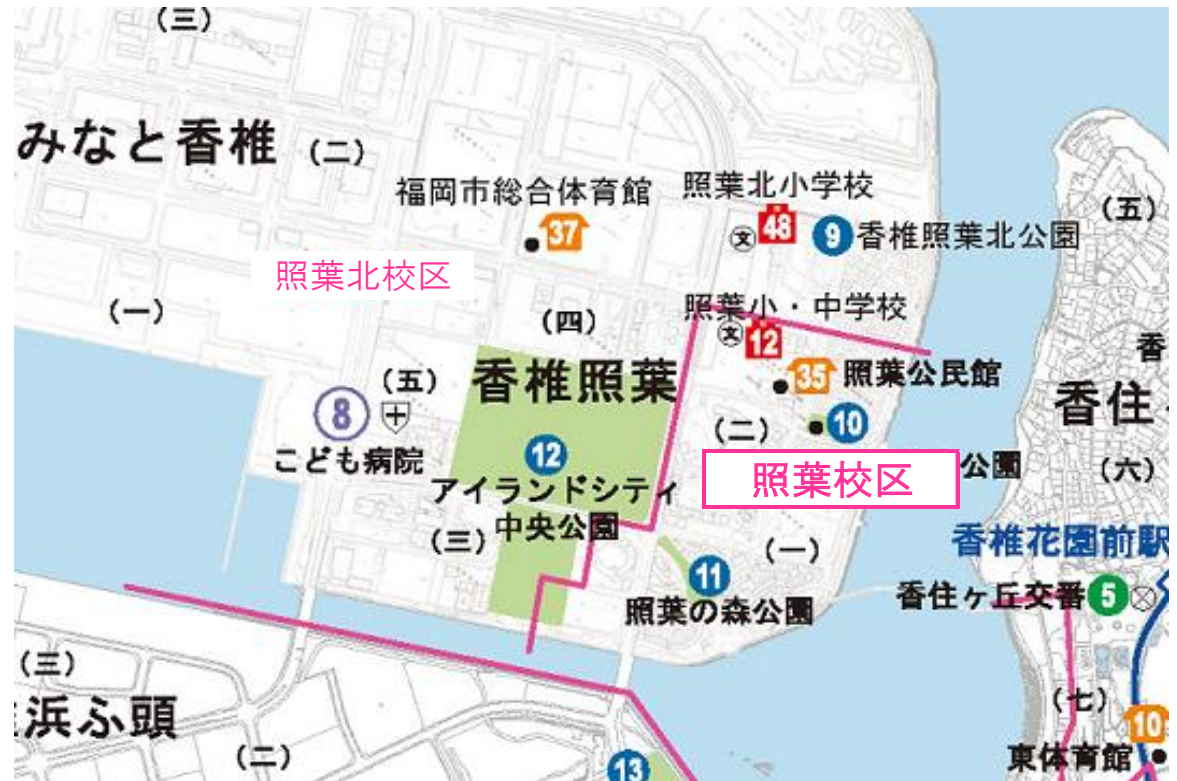 (三)
みなと香椎 (二)
福岡市総合体育館
37
照葉北小学校
文 48
9 香椎照葉北公園
(五)
照葉北校区
(一)
(四)
照葉小・中学校
文 12
香椎照葉
(五)
35 照葉公民館
香
香住
8
こども病院
12
アイランドシティ
中央公園
(二)
10
照葉校区
公園
(六)
(三)
(一)
香椎花園前駅
11
照葉の森公園
香住ヶ丘交番 5
(三)
浜ふ頭
(二)
(七)
10
東体育館
13